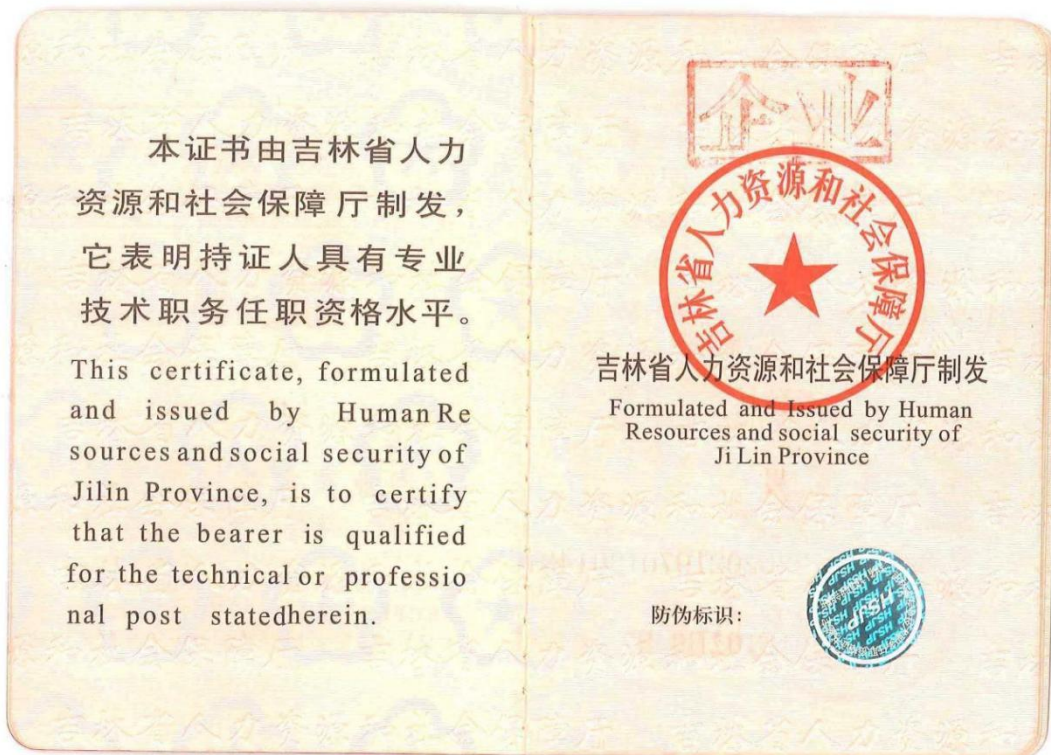 本证书由吉林省人力
资源和社会保障 厅制发，
它表明持证人具有专业
技术职务任职资格水平。
This certificate, formulated
and issued by Human Re
sources and social security of
Jilin Province, is to certify
that the bearer is qualified
for the technical or professio
nal post statedherein.
企业
吉林省人力资源和社会保障厅
吉林省人力资源和社会保障厅制发
Formulated and Issued by Human
Resources and social security of
Ji Lin Province
防伪标识：
HSJP